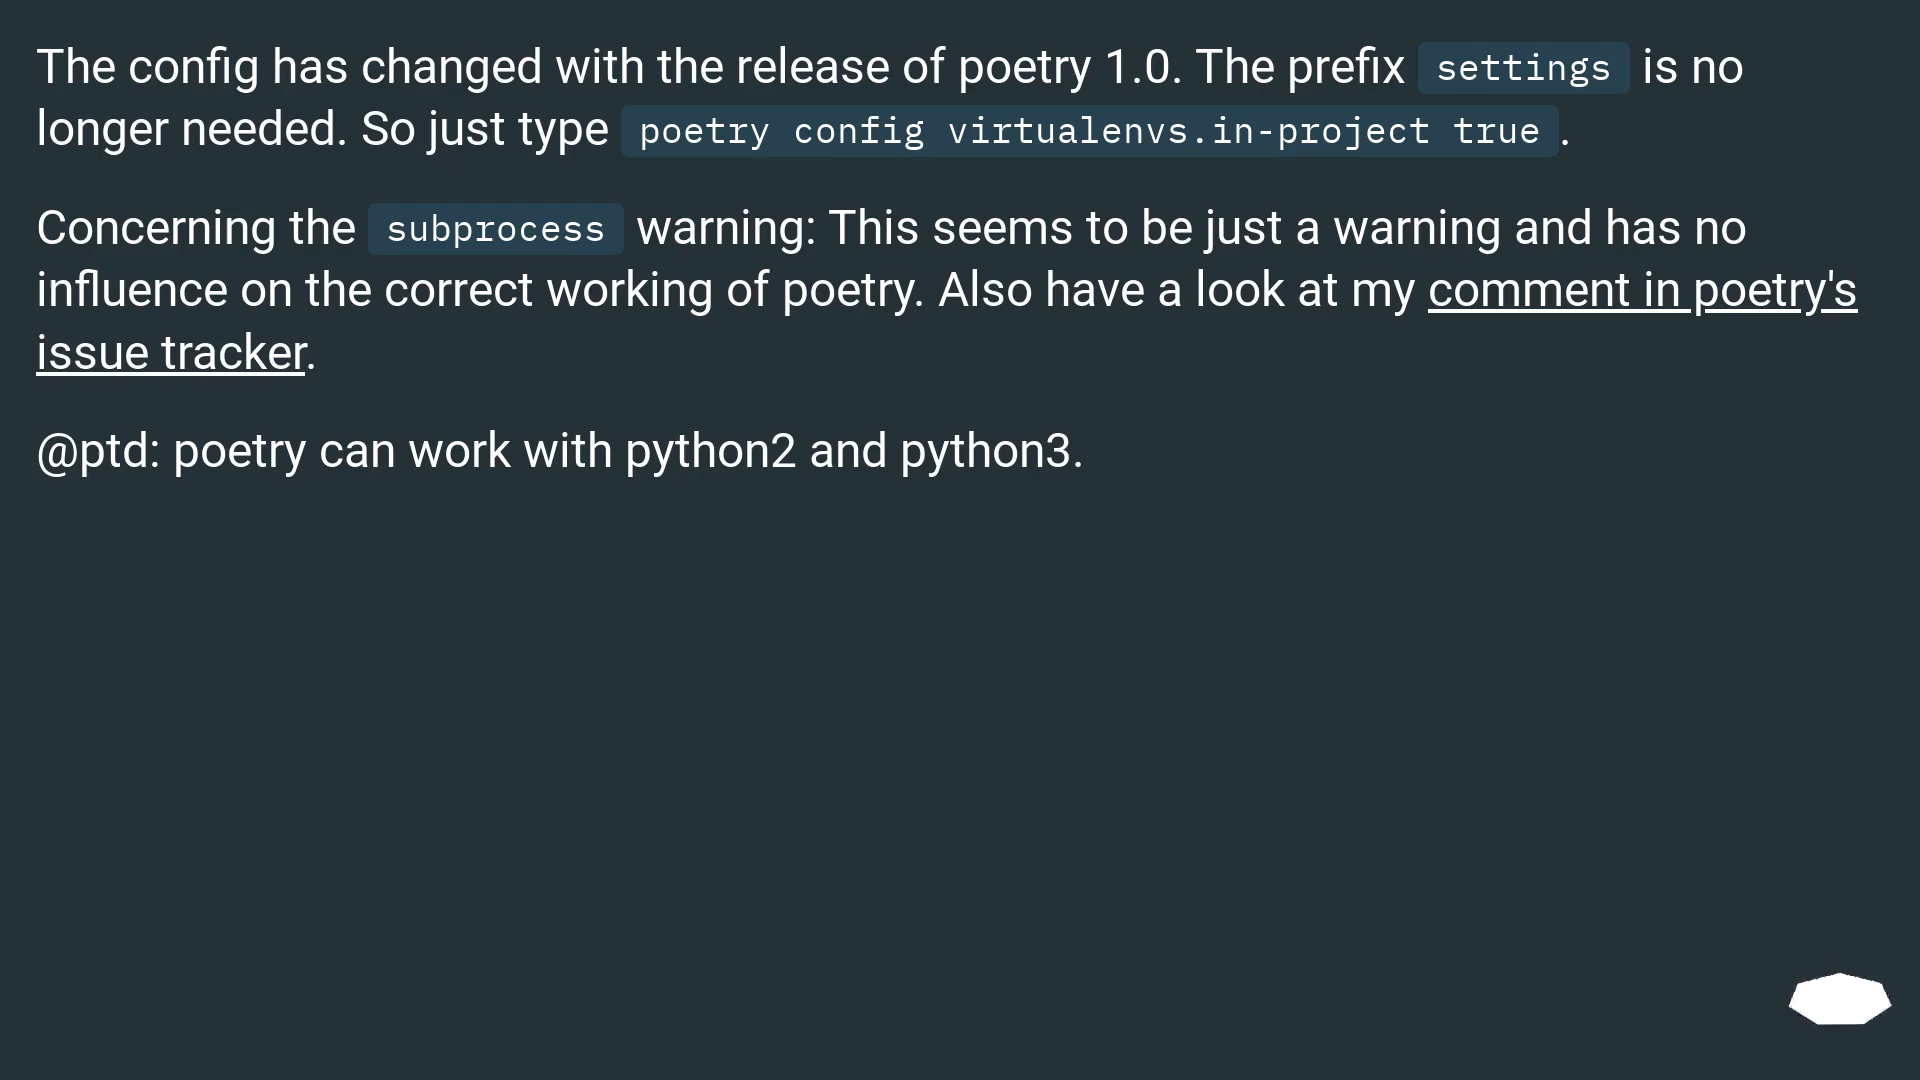 The config has changed with the release of poetry 1.0. The prefix settings is no
longer needed. So just type poetry config virtualenvs.in-project true.
Concerning the subprocess warning: This seems to be just a warning and has no
influence on the correct working of poetry. Also have a look at my comment in poetry's
issue tracker.
@ptd: poetry can work with python2 and python3.